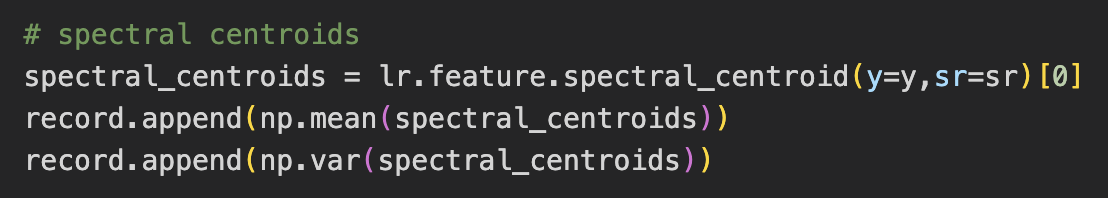 # spectral centroids
spectral_centroids = lr.feature.spectral_centroid(y=y,sr=sr)[0]
record.append(np.mean(spectral_centroids))
record.append(np.var(spectral_centroids))